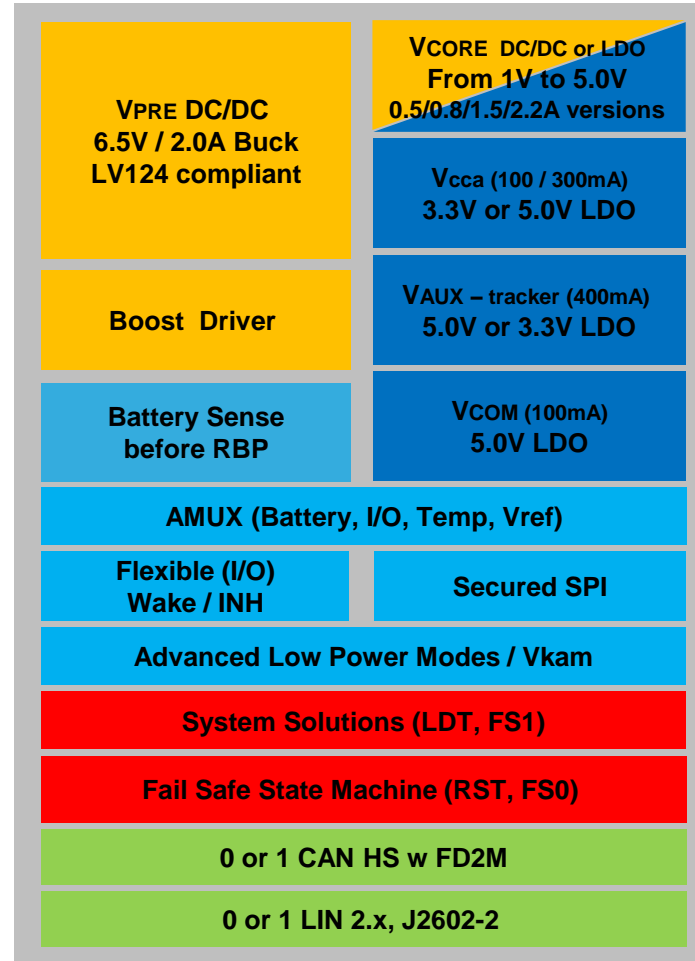 VPRE DC/DC
6.5V / 2.0A Buck
LV124 compliant
VCORE DC/DC or LDO
From 1V to 5.0V
0.5/0.8/1.5/2.2A versions
Vcca (100 / 300mA)
3.3V or 5.0V LDO
Boost Driver
VAUX – tracker (400mA)
5.0V or 3.3V LDO
Battery Sense
before RBP
VCOM (100mA)
5.0V LDO
AMUX (Battery, I/O, Temp, Vref)
Flexible (I/O)
Wake / INH
Secured SPI
Advanced Low Power Modes / Vkam
System Solutions (LDT, FS1)
Fail Safe State Machine (RST, FS0)
0 or 1 CAN HS w FD2M
0 or 1 LIN 2.x, J2602-2